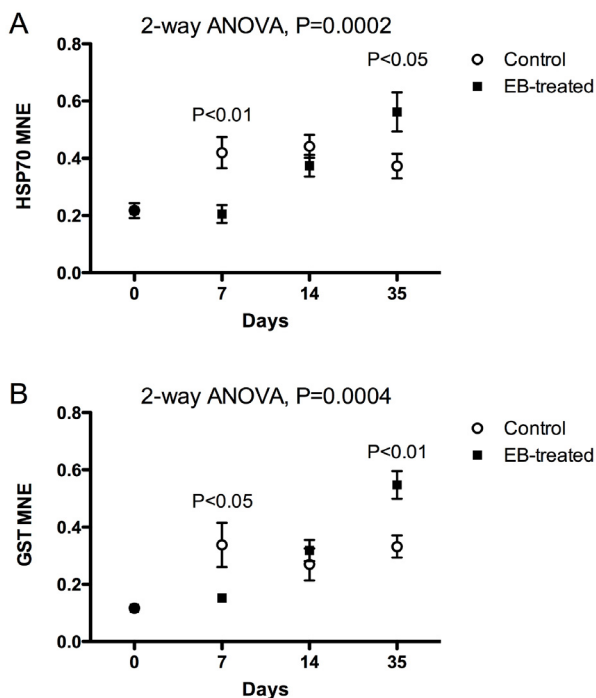 A
2-way ANOVA, P=0.0002
Control
EB-treated
P<0.05
P<0.01
0.8
0.6
0.4
0.2
0.0
HSP70 MNE
0 7 14 35
Days
B
2-way ANOVA, P=0.0004
Control
EB-treated
P<0.01
P<0.05
0.8
0.6
0.4
0.2
0.0
GST MNE
0 7 14 35
Days